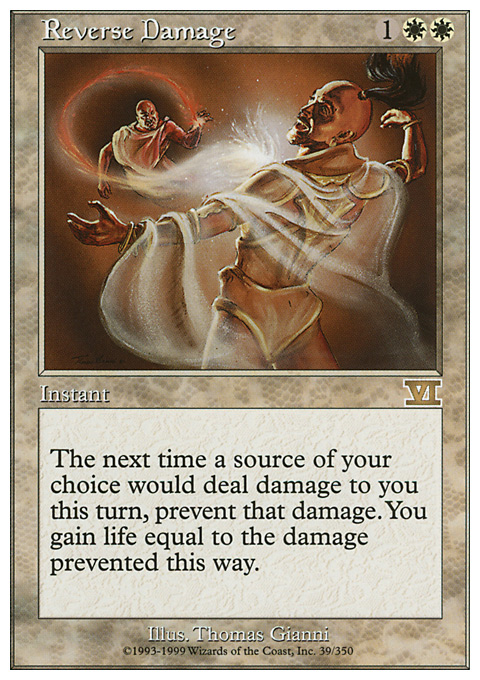 Reverse Damage 1
Instant VI
The next time a source of your
choice would deal damage to you
this turn, prevent that damage. You
gain life equal to the damage
prevented this way.
Illus. Thomas Gianni
©1993-1999 Wizards of the Coast, Inc. 39/350